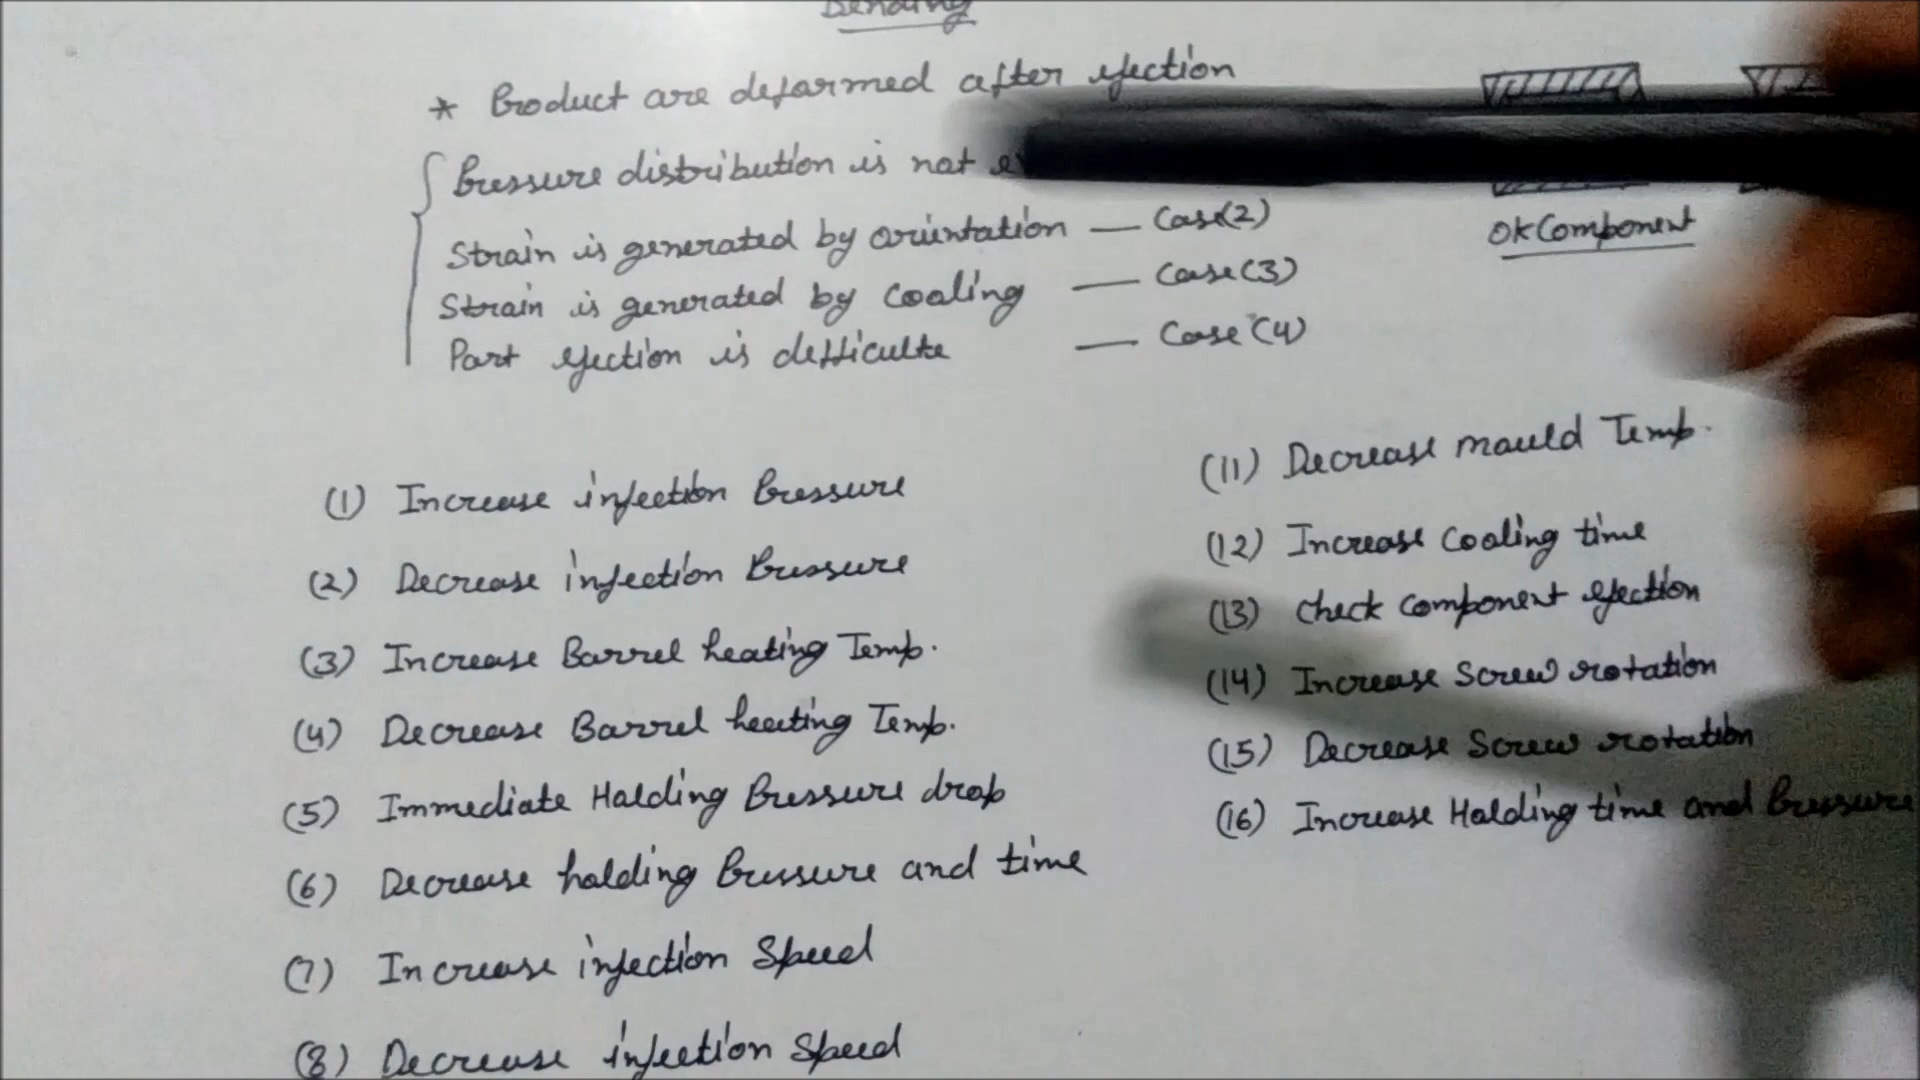 Bending
* Product are deformed after ejection
Pressure distribution is not
Strain is generated by orientation — Case(2)
Strain is generated by Cooling — Case(3)
Part ejection is defficulte — Case (4)
OK Component
(1) Increase injection Pressure
(2) Decrease injection Pressure
(3) Increase Barrel heating Temp.
(4) Decrease Barrel heating Temp.
(5) Immediate Holding Pressure drop
(6) Decrease holding Pressure and time
(7) Increase injection Speed
(8) Decrease injection Speed
(11) Decrease mould Temp.
(12) Increase Cooling time
(13) Check Component ejection
(14) Increase Screw rotation
(15) Decrease Screw rotation
(16) Increase Holding time and Pressure